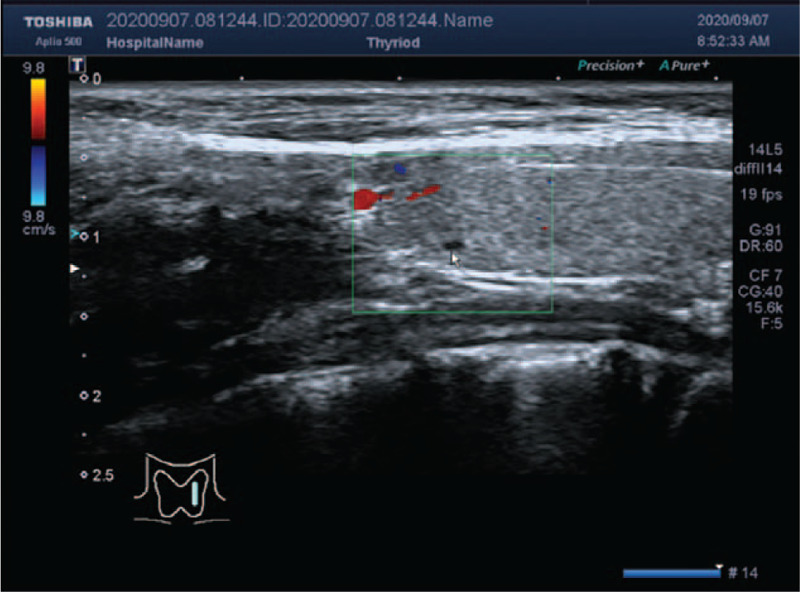 TOSHIBA 20200907.081244.ID:20200907.081244.Name 2020/09/07
Aplio 500 HospitalName Thyriod 8:52:33 AM
Precision+ APure+
9.8
T
0
9.8
cm/s
1
2
2.5
14L5
diffII14
19 fps
G:91
DR:60
CF 7
CG:40
15.6k
F:5
# 14